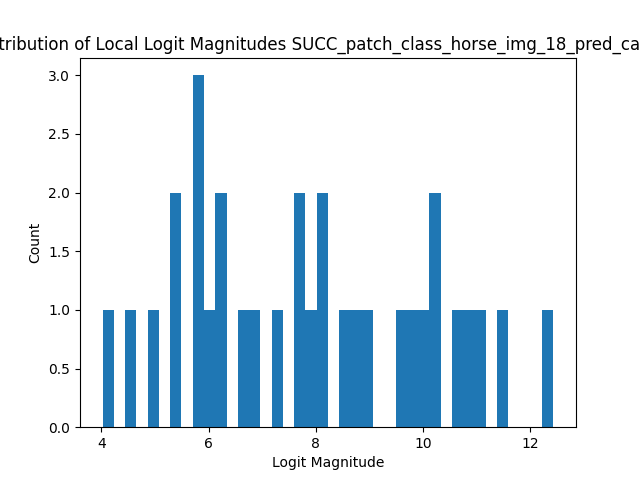 tribution of Local Logit Magnitudes SUCC_patch_class_horse_img_18_pred_ca
3.0
2.5
2.0
1.5
1.0
0.5
0.0
Count
4 6 8 10 12
Logit Magnitude